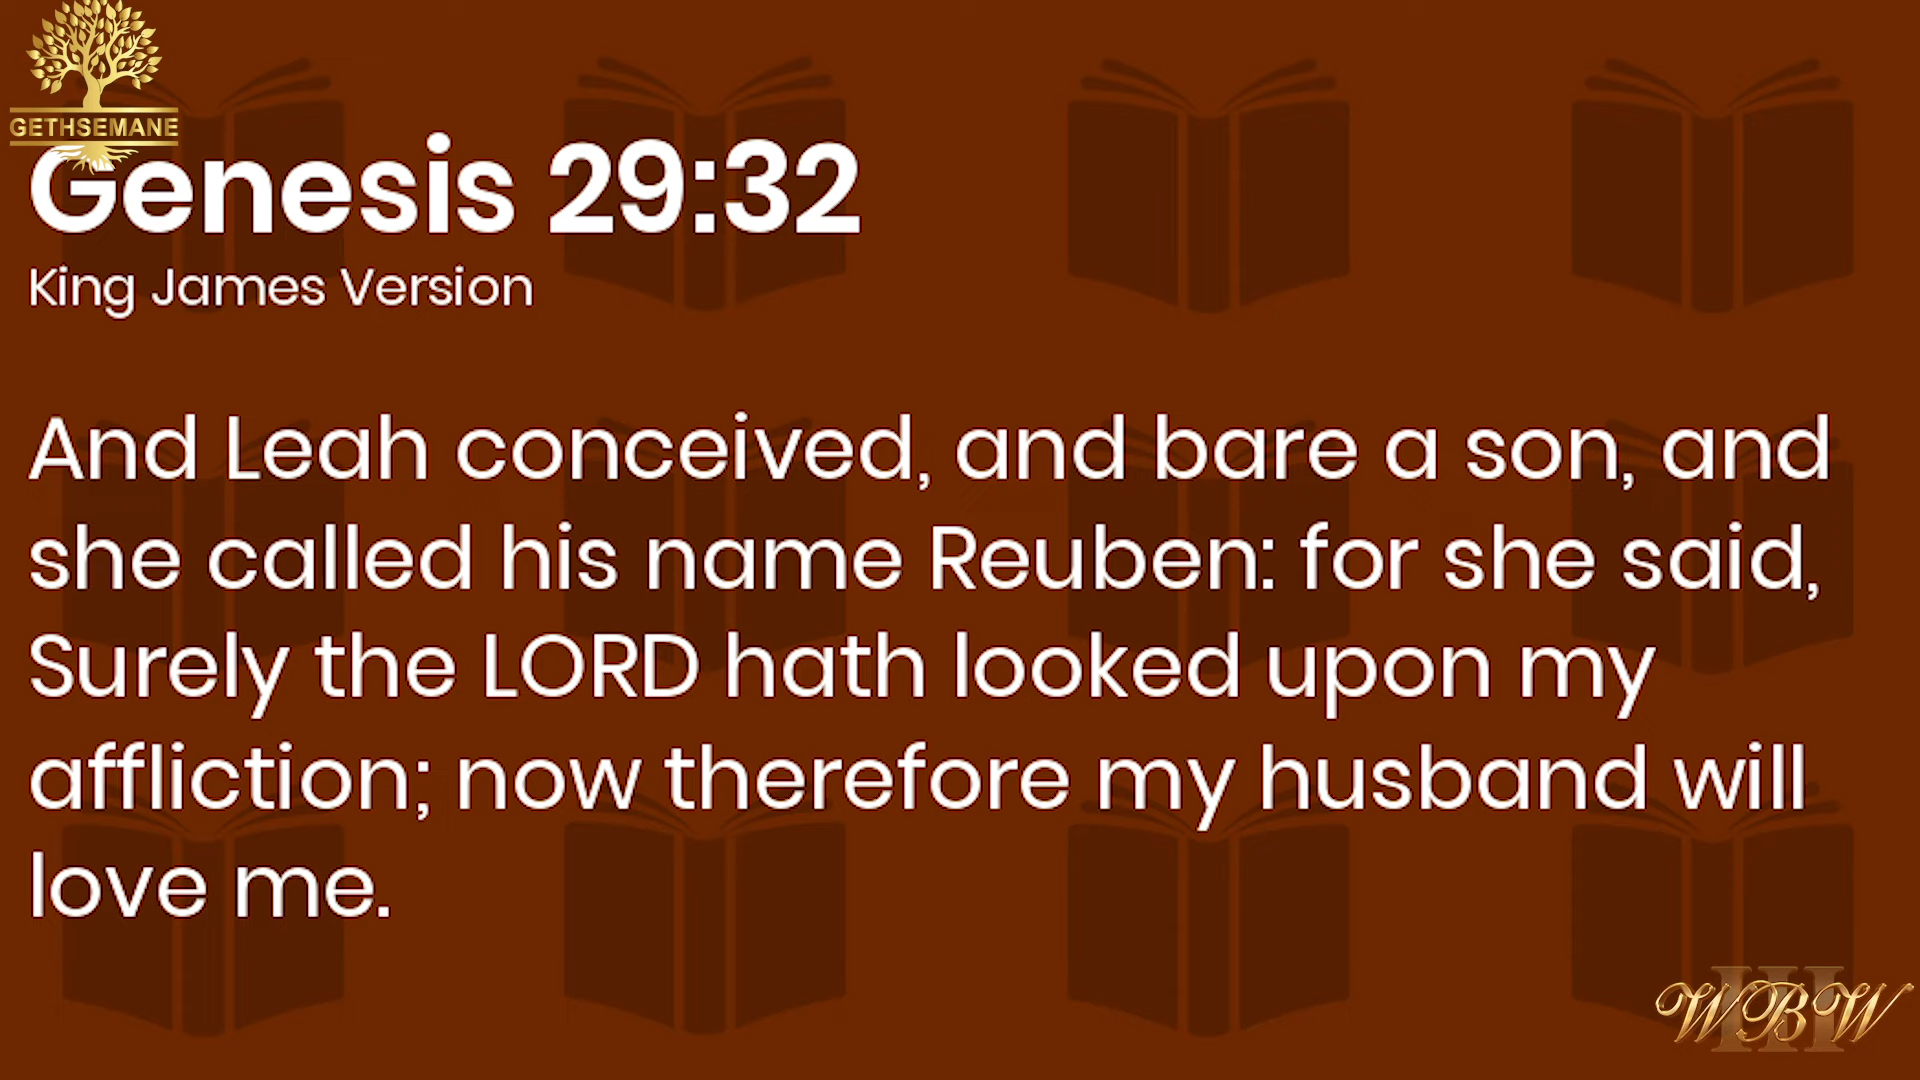 GETHSEMANE
Genesis 29:32
King James Version
And Leah conceived, and bare a son, and
she called his name Reuben: for she said,
Surely the LORD hath looked upon my
affliction; now therefore my husband will
love me.
III
WBW